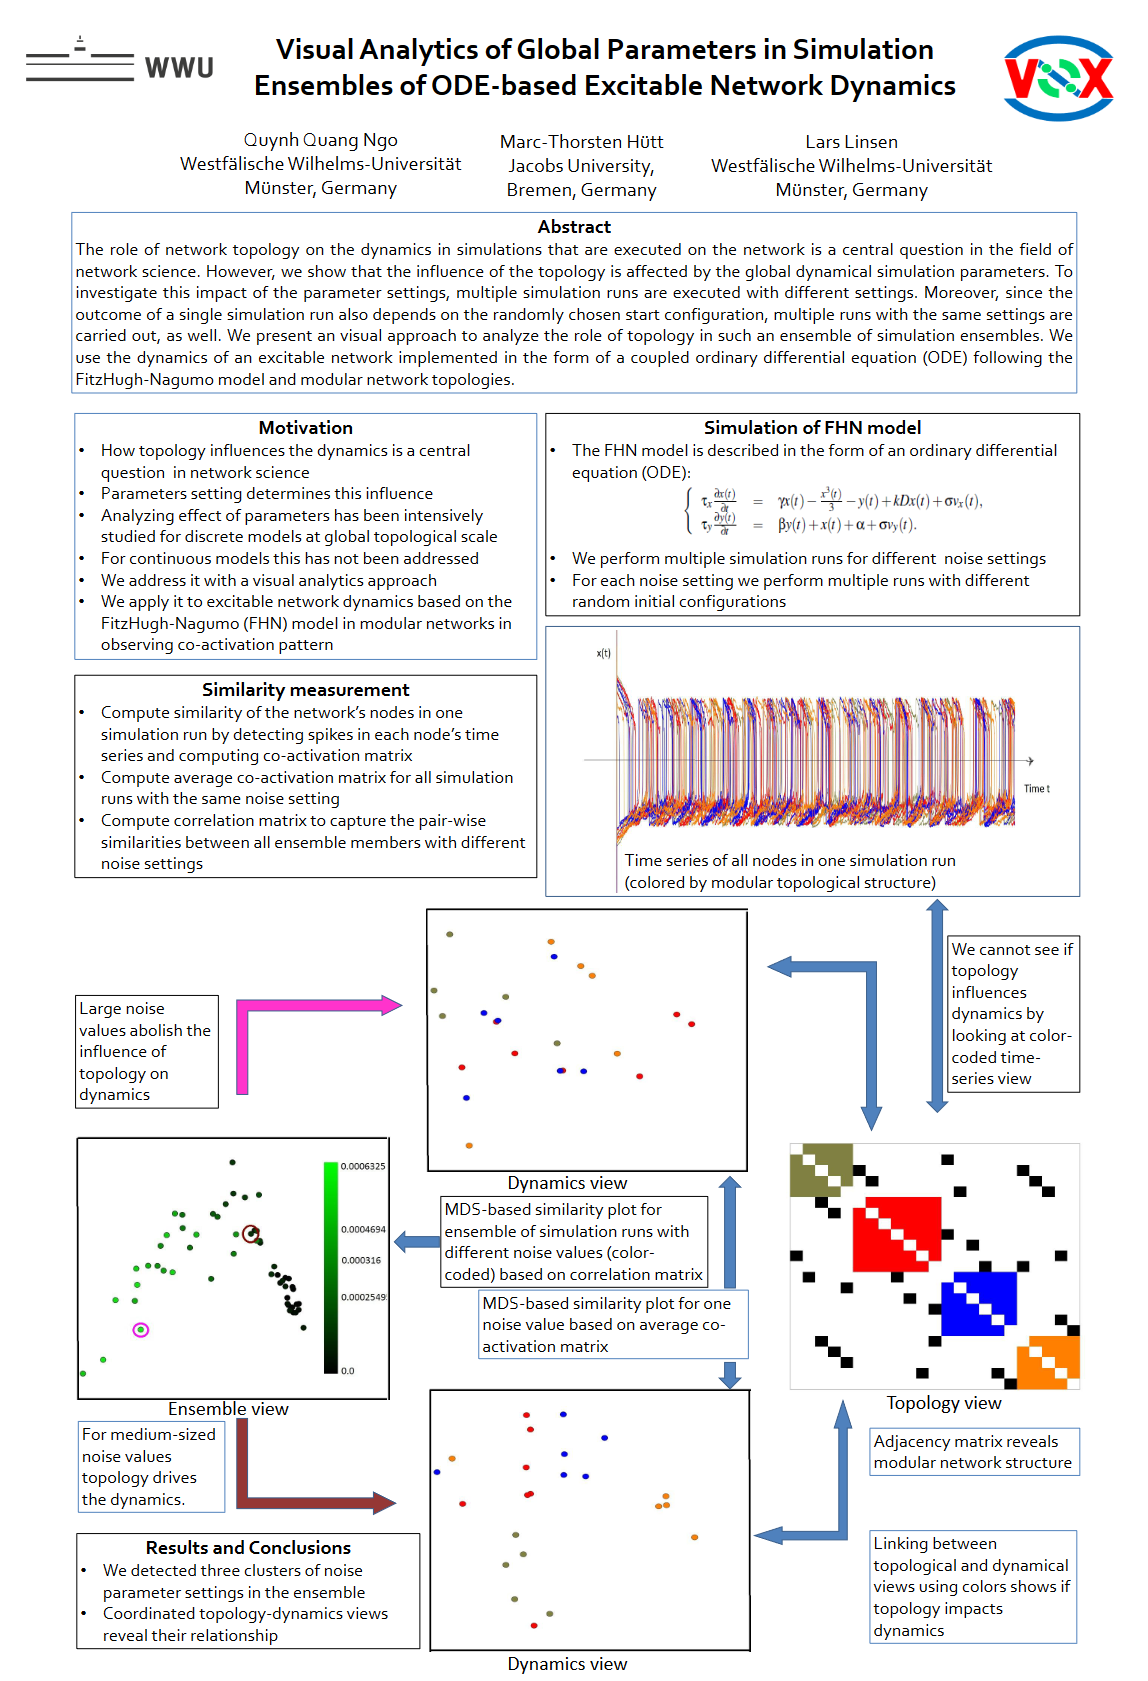 WWU
Visual Analytics of Global Parameters in Simulation
Ensembles of ODE-based Excitable Network Dynamics
VOX
Quynh Quang Ngo
Westfälische Wilhelms-Universität
Münster, Germany
Marc-Thorsten Hütt
Jacobs University,
Bremen, Germany
Lars Linsen
Westfälische Wilhelms-Universität
Münster, Germany
Abstract
The role of network topology on the dynamics in simulations that are executed on the network is a central question in the field of
network science. However, we show that the influence of the topology is affected by the global dynamical simulation parameters. To
investigate this impact of the parameter settings, multiple simulation runs are executed with different settings. Moreover, since the
outcome of a single simulation run also depends on the randomly chosen start configuration, multiple runs with the same settings are
carried out, as well. We present an visual approach to analyze the role of topology in such an ensemble of simulation ensembles. We
use the dynamics of an excitable network implemented in the form of a coupled ordinary differential equation (ODE) following the
FitzHugh-Nagumo model and modular network topologies.
Motivation
• How topology influences the dynamics is a central
question in network science
• Parameters setting determines this influence
• Analyzing effect of parameters has been intensively
studied for discrete models at global topological scale
• For continuous models this has not been addressed
• We address it with a visual analytics approach
• We apply it to excitable network dynamics based on the
FitzHugh-Nagumo (FHN) model in modular networks in
observing co-activation pattern
Simulation of FHN model
• The FHN model is described in the form of an ordinary differential
equation (ODE):
τx ∂x(t)/∂t = γx(t) − x³(t)/3 − y(t) + kDx(t) + σνx(t),
τy ∂y(t)/∂t = βy(t) + x(t) + α + σνy(t).
• We perform multiple simulation runs for different noise settings
• For each noise setting we perform multiple runs with different
random initial configurations
Similarity measurement
• Compute similarity of the network's nodes in one
simulation run by detecting spikes in each node's time
series and computing co-activation matrix
• Compute average co-activation matrix for all simulation
runs with the same noise setting
• Compute correlation matrix to capture the pair-wise
similarities between all ensemble members with different
noise settings
x(t)
Time t
Time series of all nodes in one simulation run
(colored by modular topological structure)
Large noise
values abolish the
influence of
topology on
dynamics
We cannot see if
topology
influences
dynamics by
looking at color-
coded time-
series view
Dynamics view
0.0006325
0.0004694
0.000316
0.0002549
0.0
Ensemble view
MDS-based similarity plot for
ensemble of simulation runs with
different noise values (color-
coded) based on correlation matrix
MDS-based similarity plot for one
noise value based on average co-
activation matrix
Topology view
For medium-sized
noise values
topology drives
the dynamics.
Adjacency matrix reveals
modular network structure
Results and Conclusions
• We detected three clusters of noise
parameter settings in the ensemble
• Coordinated topology-dynamics views
reveal their relationship
Linking between
topological and dynamical
views using colors shows if
topology impacts
dynamics
Dynamics view